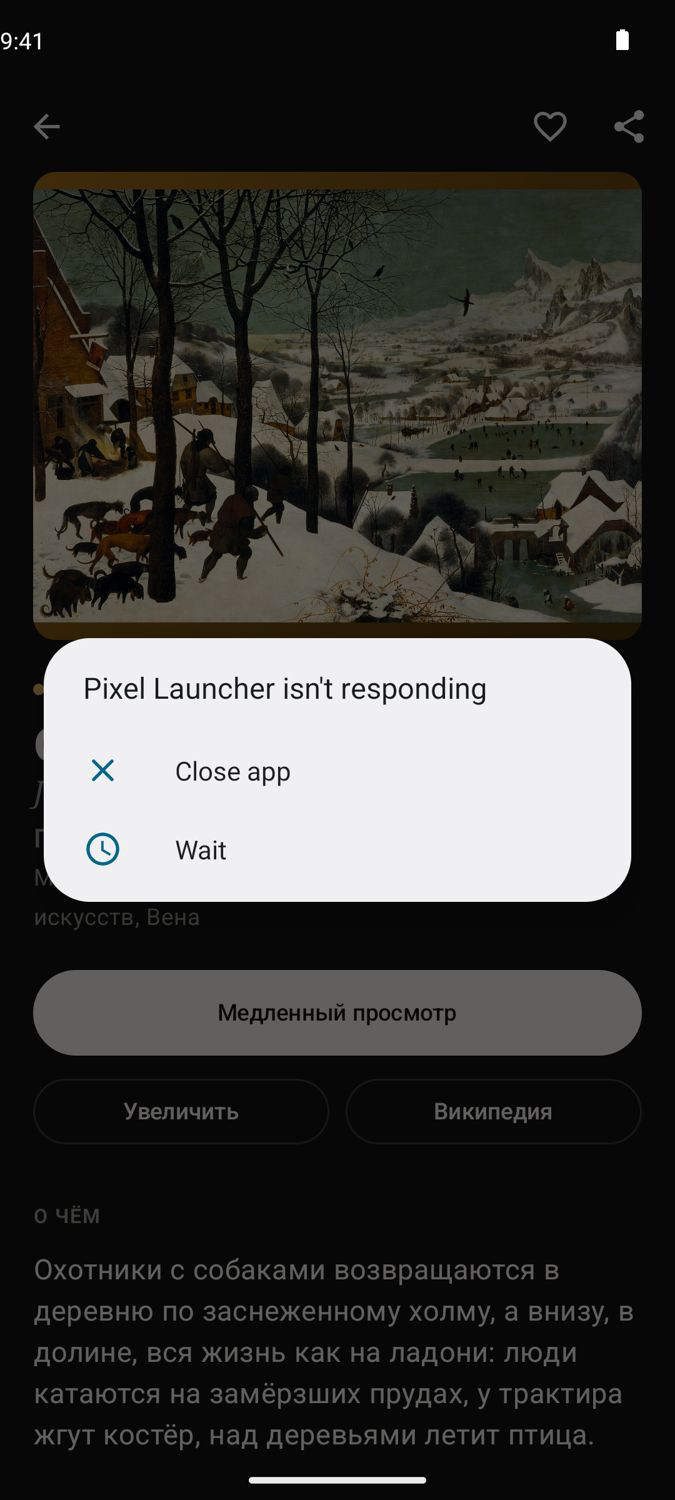 9:41
Pixel Launcher isn't responding
Close app
Wait
искусств, Вена
Медленный просмотр
Увеличить
Википедия
О ЧЁМ
Охотники с собаками возвращаются в
деревню по заснеженному холму, а внизу, в
долине, вся жизнь как на ладони: люди
катаются на замёрзших прудах, у трактира
жгут костёр, над деревьями летит птица.